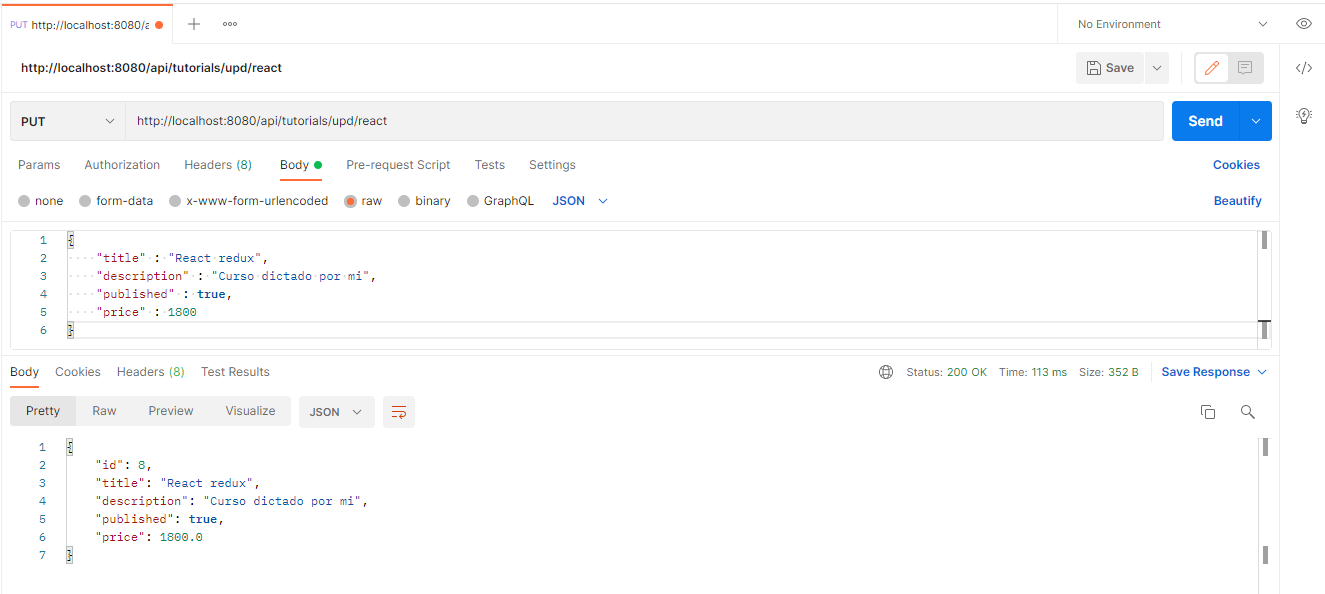 PUT http://localhost:8080/a
No Environment
http://localhost:8080/api/tutorials/upd/react
Save
PUT http://localhost:8080/api/tutorials/upd/react
Send
Params Authorization Headers (8) Body Pre-request Script Tests Settings Cookies
none form-data x-www-form-urlencoded raw binary GraphQL JSON Beautify
1 {
2 "title" : "React redux",
3 "description" : "Curso dictado por mi",
4 "published" : true,
5 "price" : 1800
6 }
Body Cookies Headers (8) Test Results Status: 200 OK Time: 113 ms Size: 352 B Save Response
Pretty Raw Preview Visualize JSON
1 {
2 "id": 8,
3 "title": "React redux",
4 "description": "Curso dictado por mi",
5 "published": true,
6 "price": 1800.0
7 }